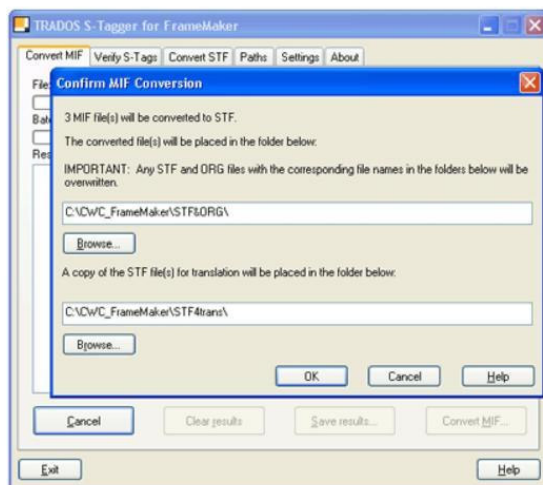 TRADOS S-Tagger for FrameMaker
Convert MIF Verify S-Tags Convert STF Paths Settings About
File
Confirm MIF Conversion
3 MIF file(s) will be converted to STF.
The converted file(s) will be placed in the folder below:
IMPORTANT: Any STF and ORG files with the corresponding file names in the folders below will be
overwritten.
C:\CWC_FrameMaker\STF&ORG\
Browse...
A copy of the STF file(s) for translation will be placed in the folder below:
C:\CWC_FrameMaker\STF4trans\
Browse...
OK Cancel Help
Cancel Clear results Save results... Convert MIF...
Exit Help